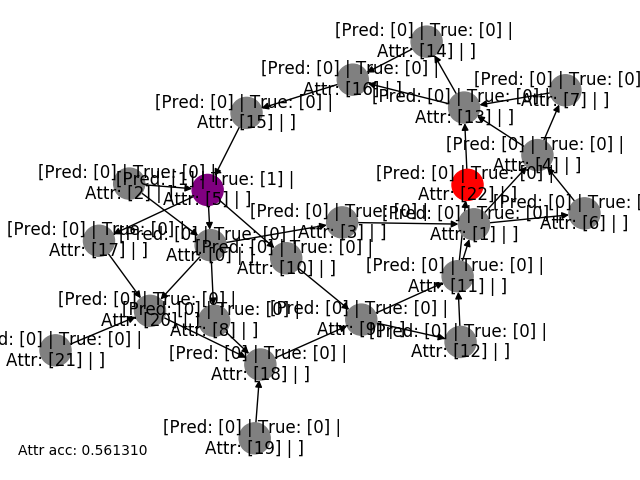 [Pred: [0] | True: [0] |
Attr: [14] | ]
[Pred: [0] | True: [0] |
Attr: [16] | ]
[Pred: [0] | True: [0]
Attr: [7] | ]
[Pred: [0] | True: [0] |
Attr: [13] | ]
[Pred: [0] | True: [0] |
Attr: [15] | ]
[Pred: [0] | True: [0] |
Attr: [4] | ]
[Pred: [0] | True: [0] |
Attr: [2] | ]
[Pred: [1] | True: [1] |
Attr: [5] | ]
[Pred: [0] | True: [0] |
Attr: [22] | ]
[Pred: [0] | True: [
Attr: [6] | ]
[Pred: [0] | True: [0] |
Attr: [3] | ]
[Pred: [0] | True: [0] |
Attr: [1] | ]
[Pred: [0] | True: [0] |
Attr: [17] | ]
[Pred: [0] | True: [0] |
Attr: [0] | ]
[Pred: [0] | True: [0] |
Attr: [10] | ]
[Pred: [0] | True: [0] |
Attr: [11] | ]
[Pred: [0] | True: [0] |
Attr: [20] | ]
[Pred: [0] | True: [0] |
Attr: [8] | ]
[Pred: [0] | True: [0] |
Attr: [9] | ]
[Pred: [0] | True: [0] |
Attr: [12] | ]
d: [0] | True: [0] |
Attr: [21] | ]
[Pred: [0] | True: [0] |
Attr: [18] | ]
[Pred: [0] | True: [0] |
Attr: [19] | ]
Attr acc: 0.561310